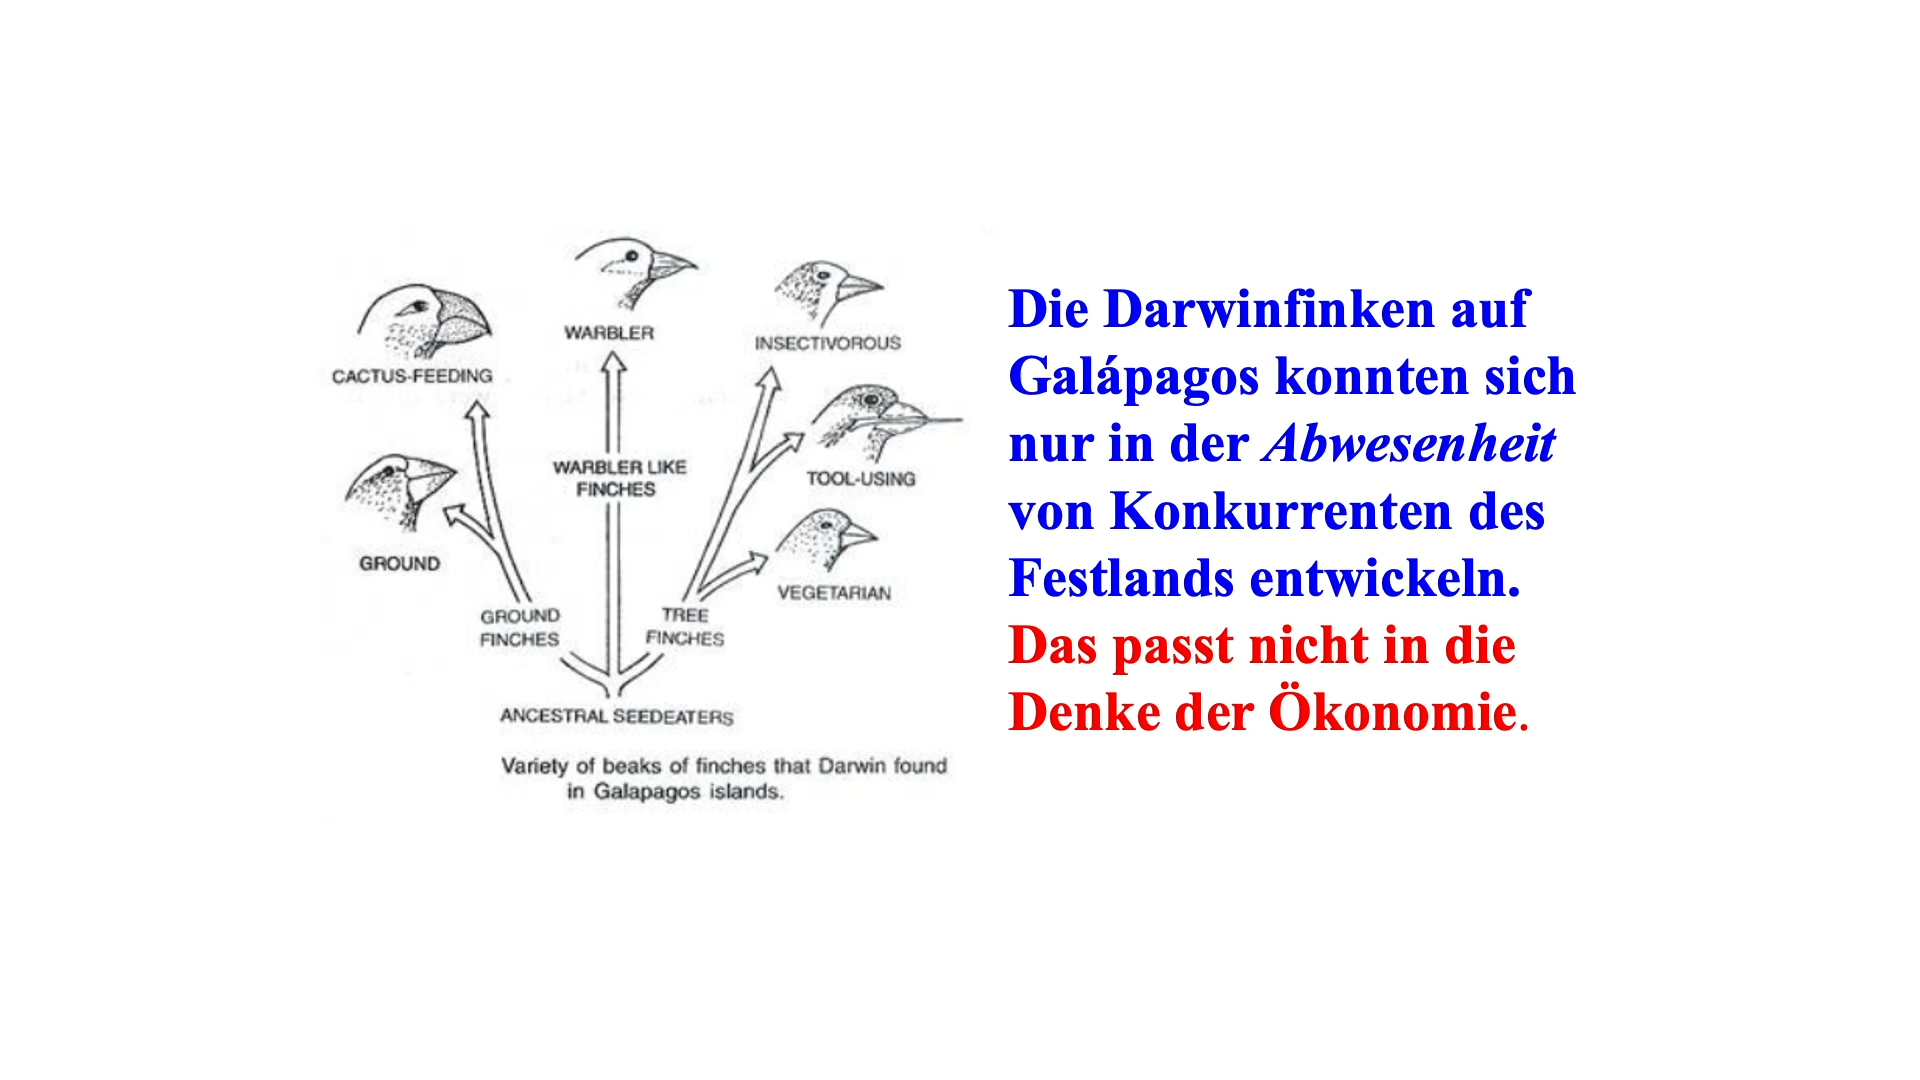 WARBLER
INSECTIVOROUS
CACTUS-FEEDING
WARBLER LIKE
FINCHES
TOOL-USING
GROUND
VEGETARIAN
GROUND
FINCHES
TREE
FINCHES
ANCESTRAL SEEDEATERS
Variety of beaks of finches that Darwin found
in Galapagos islands.
Die Darwinfinken auf
Galápagos konnten sich
nur in der Abwesenheit
von Konkurrenten des
Festlands entwickeln.
Das passt nicht in die
Denke der Ökonomie.